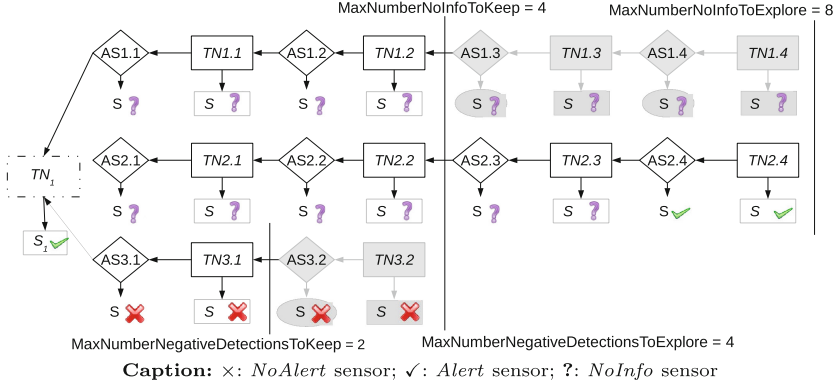 MaxNumberNoInfoToKeep = 4
MaxNumberNoInfoToExplore = 8
AS1.1 TN1.1 AS1.2 TN1.2 AS1.3 TN1.3 AS1.4 TN1.4
S ? S ? S ? S ? S ? S ? S ? S ?
AS2.1 TN2.1 AS2.2 TN2.2 AS2.3 TN2.3 AS2.4 TN2.4
TN1
S ? S ? S ? S ? S ? S ? S ✓ S ✓
S1 ✓
AS3.1 TN3.1 AS3.2 TN3.2
S × S × S × S ×
MaxNumberNegativeDetectionsToKeep = 2
MaxNumberNegativeDetectionsToExplore = 4
Caption: ×: NoAlert sensor; ✓: Alert sensor; ?: NoInfo sensor